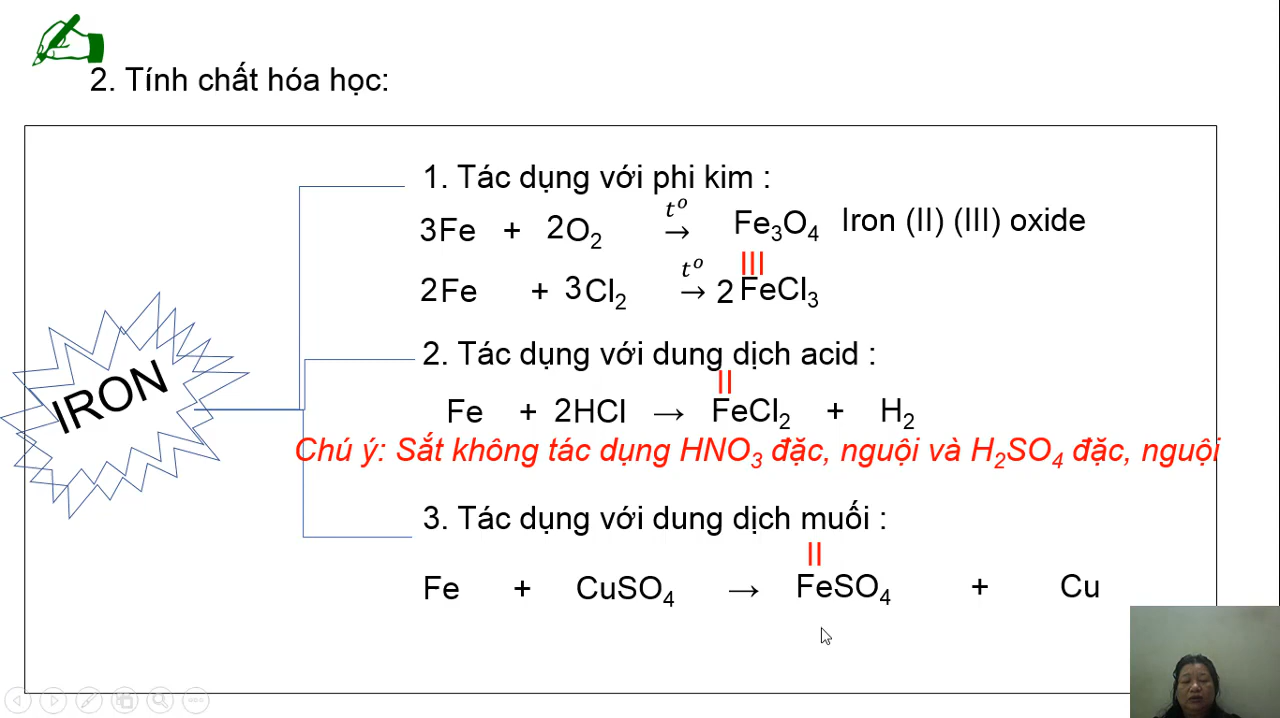 2. Tính chất hóa học:
IRON
1. Tác dụng với phi kim :
3Fe + 2O₂ →(tᵒ) Fe₃O₄ Iron (II) (III) oxide
III
2Fe + 3Cl₂ →(tᵒ) 2FeCl₃
2. Tác dụng với dung dịch acid :
II
Fe + 2HCl → FeCl₂ + H₂
Chú ý: Sắt không tác dụng HNO₃ đặc, nguội và H₂SO₄ đặc, nguội
3. Tác dụng với dung dịch muối :
II
Fe + CuSO₄ → FeSO₄ + Cu